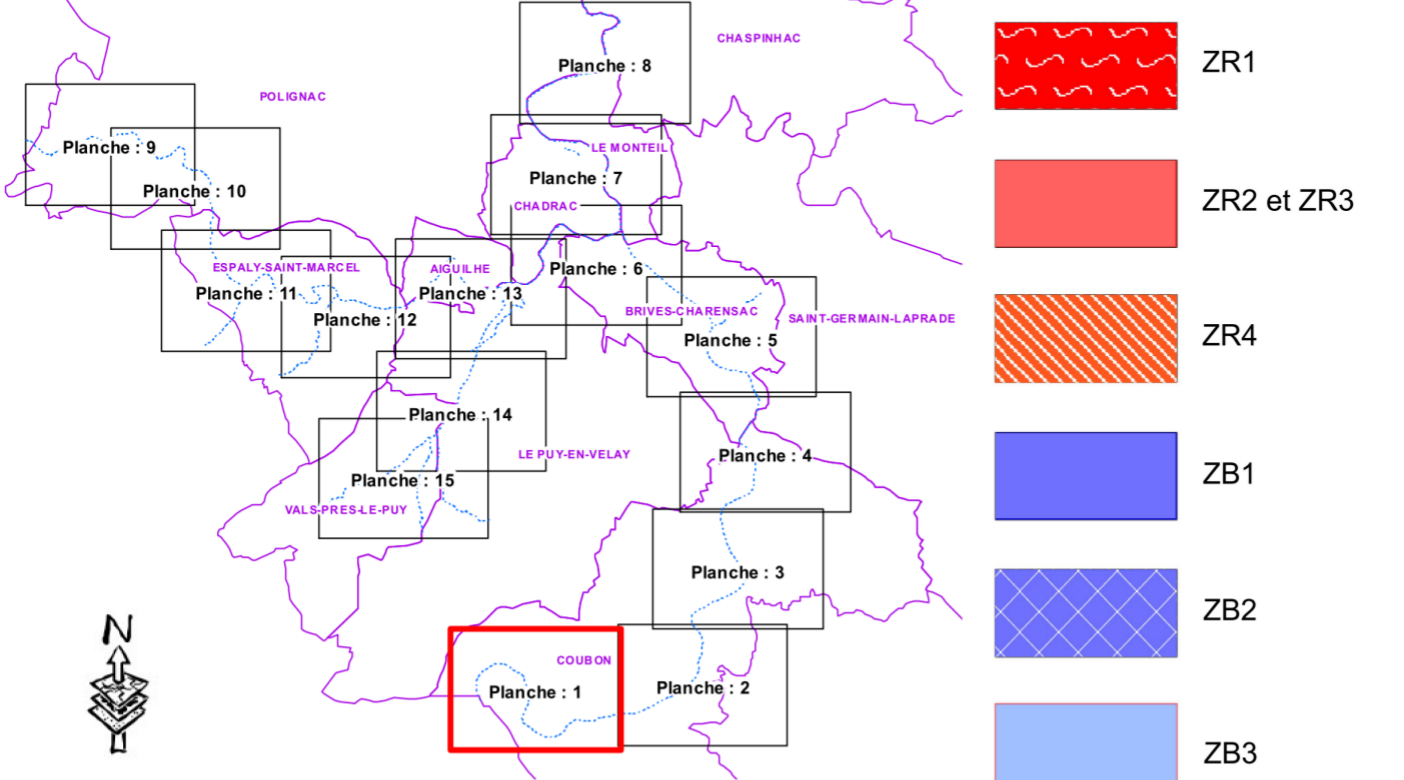 CHASPINHAC
Planche : 8
POLIGNAC
Planche : 9
LE MONTEIL
Planche : 7
Planche : 10
CHADRAC
ESPALY-SAINT-MARCEL
AIGUILHE
Planche : 6
Planche : 11
Planche : 13
Planche : 12
BRIVES-CHARENSAC
SAINT-GERMAIN-LAPRADE
Planche : 5
Planche : 14
LE PUY-EN-VELAY
Planche : 4
Planche : 15
VALS-PRES-LE-PUY
Planche : 3
COUBON
Planche : 1
Planche : 2
N
ZR1
ZR2 et ZR3
ZR4
ZB1
ZB2
ZB3